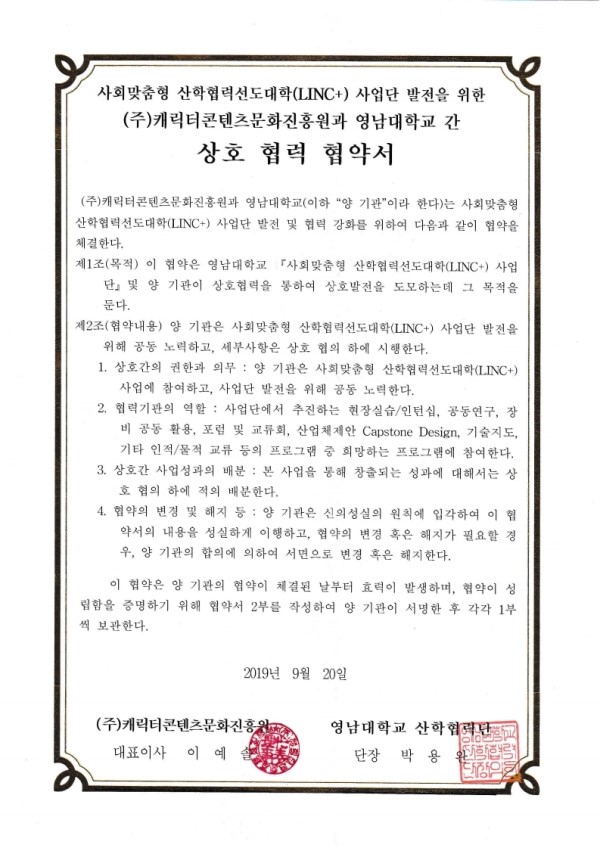 사회맞춤형 산학협력선도대학(LINC+) 사업단 발전을 위한
(주)캐릭터콘텐츠문화진흥원과 영남대학교 간
상호 협력 협약서
(주)캐릭터콘텐츠문화진흥원과 영남대학교(이하 “양 기관”이라 한다)는 사회맞춤형
산학협력선도대학(LINC+) 사업단 발전 및 협력 강화를 위하여 다음과 같이 협약을
체결한다.
제1조(목적) 이 협약은 영남대학교 『사회맞춤형 산학협력선도대학(LINC+) 사업
단』및 양 기관이 상호협력을 통하여 상호발전을 도모하는데 그 목적을
둔다.
제2조(협약내용) 양 기관은 사회맞춤형 산학협력선도대학(LINC+) 사업단 발전을
위해 공동 노력하고, 세부사항은 상호 협의 하에 시행한다.
1. 상호간의 권한과 의무 : 양 기관은 사회맞춤형 산학협력선도대학(LINC+)
사업에 참여하고, 사업단 발전을 위해 공동 노력한다.
2. 협력기관의 역할 : 사업단에서 추진하는 현장실습/인턴십, 공동연구, 장
비 공동 활용, 포럼 및 교류회, 산업체제안 Capstone Design, 기술지도,
기타 인적/물적 교류 등의 프로그램 중 희망하는 프로그램에 참여한다.
3. 상호간 사업성과의 배분 : 본 사업을 통해 창출되는 성과에 대해서는 상
호 협의 하에 적의 배분한다.
4. 협약의 변경 및 해지 등 : 양 기관은 신의성실의 원칙에 입각하여 이 협
약서의 내용을 성실하게 이행하고, 협약의 변경 혹은 해지가 필요할 경
우, 양 기관의 합의에 의하여 서면으로 변경 혹은 해지한다.
이 협약은 양 기관의 협약이 체결된 날부터 효력이 발생하며, 협약이 성
립함을 증명하기 위해 협약서 2부를 작성하여 양 기관이 서명한 후 각각 1부
씩 보관한다.
2019년 9월 20일
(주)캐릭터콘텐츠문화진흥원 영남대학교 산학협력단
대표이사 이 예 솔 단장 박 용 완